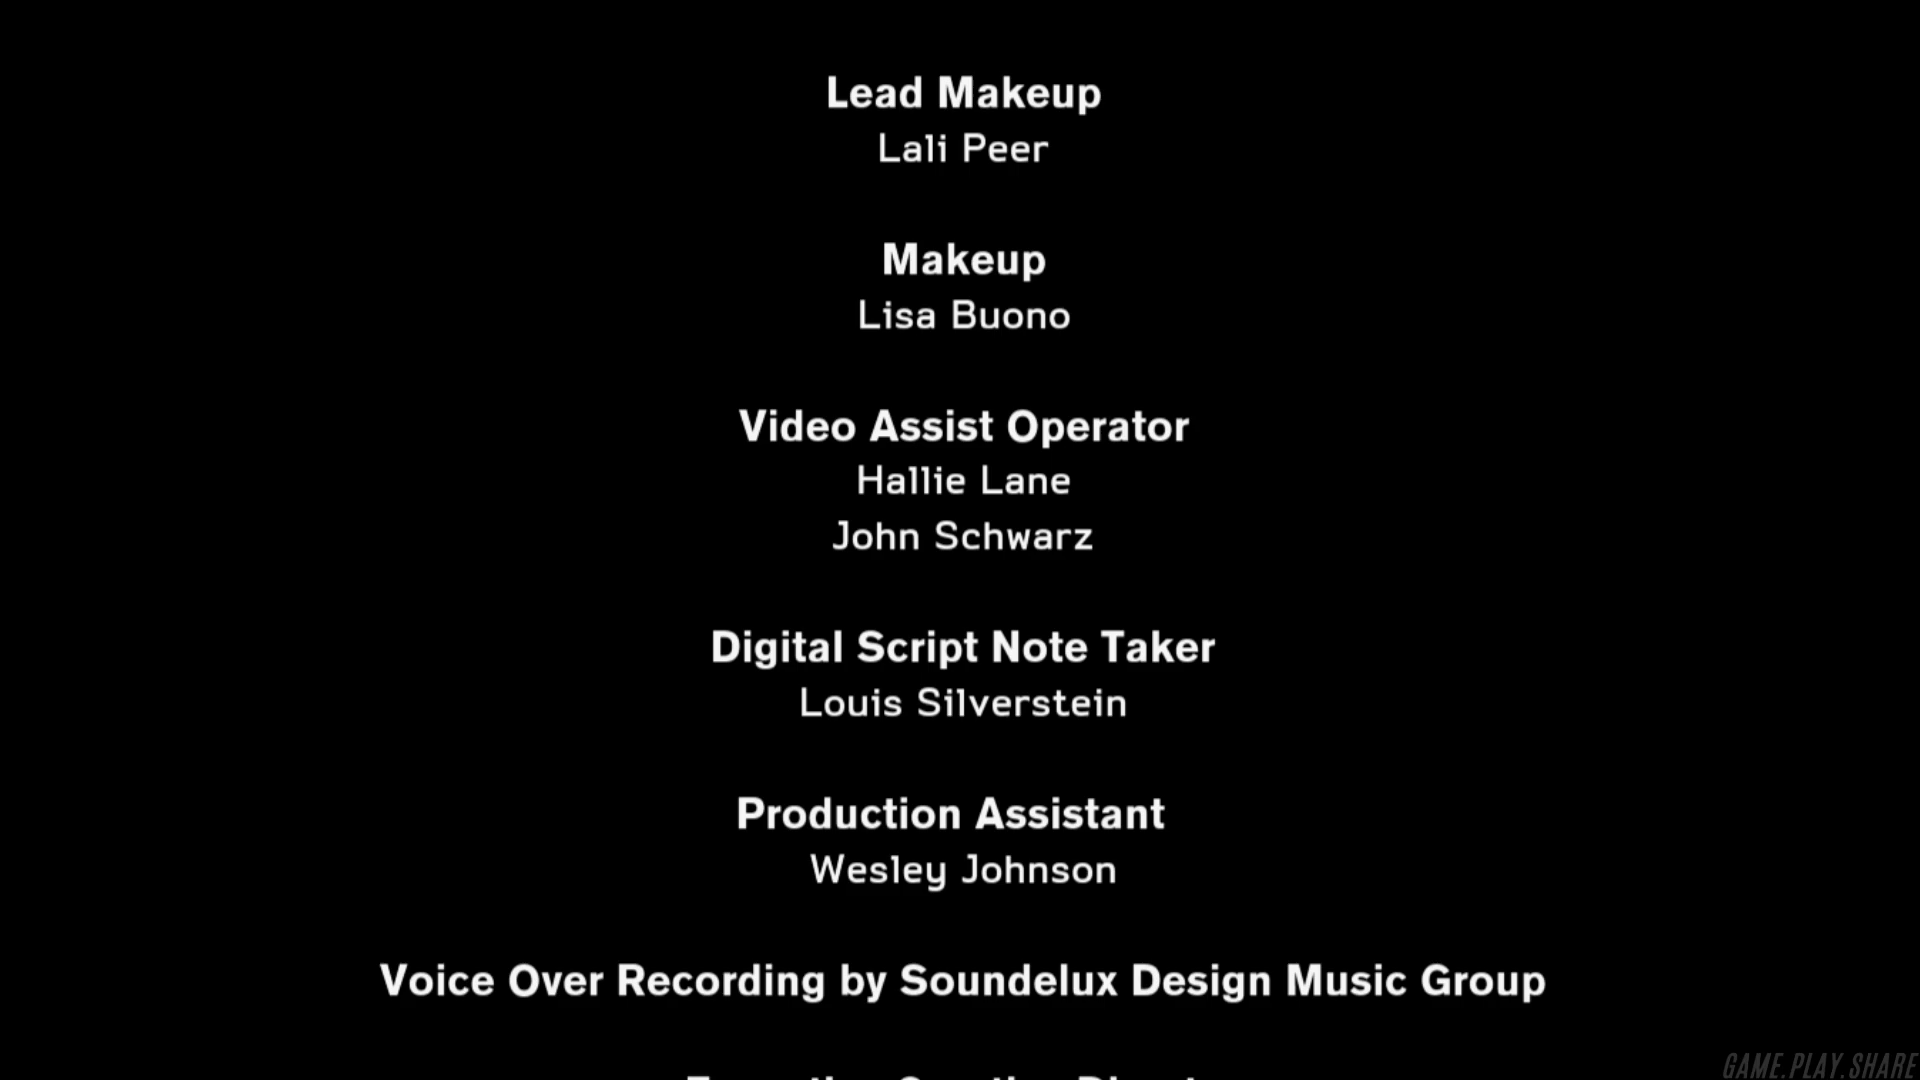 Lead Makeup
Lali Peer
Makeup
Lisa Buono
Video Assist Operator
Hallie Lane
John Schwarz
Digital Script Note Taker
Louis Silverstein
Production Assistant
Wesley Johnson
Voice Over Recording by Soundelux Design Music Group
GAME.PLAY.SHARE